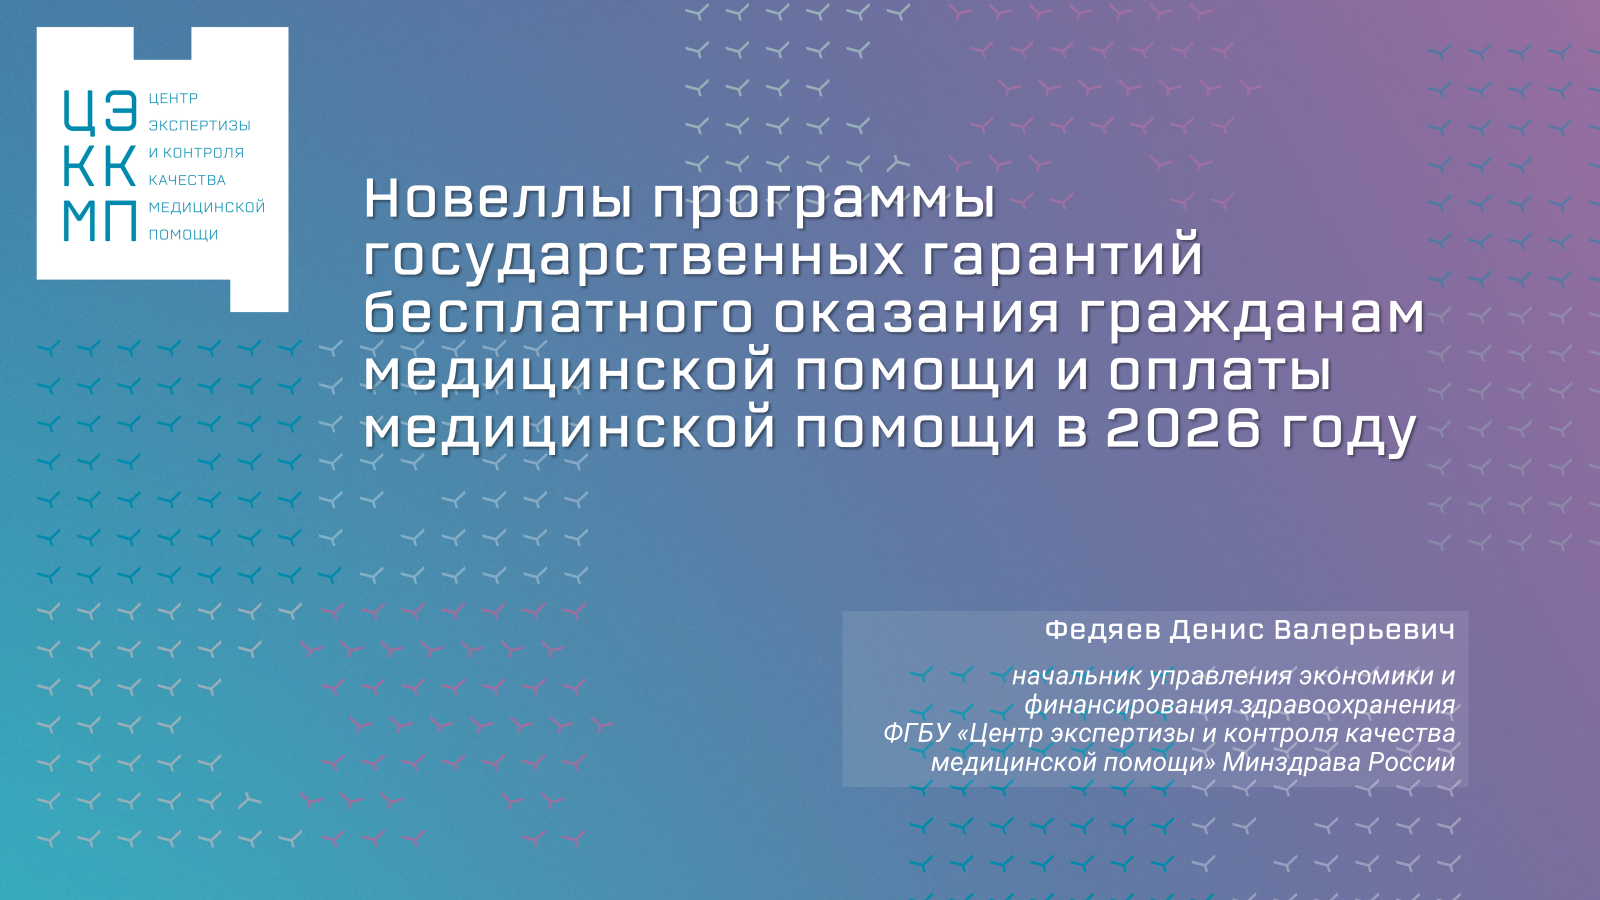 ЦЭ
КК
МП
ЦЕНТР
ЭКСПЕРТИЗЫ
И КОНТРОЛЯ
КАЧЕСТВА
МЕДИЦИНСКОЙ
ПОМОЩИ
Новеллы программы
государственных гарантий
бесплатного оказания гражданам
медицинской помощи и оплаты
медицинской помощи в 2026 году
Федяев Денис Валерьевич
начальник управления экономики и
финансирования здравоохранения
ФГБУ «Центр экспертизы и контроля качества
медицинской помощи» Минздрава России